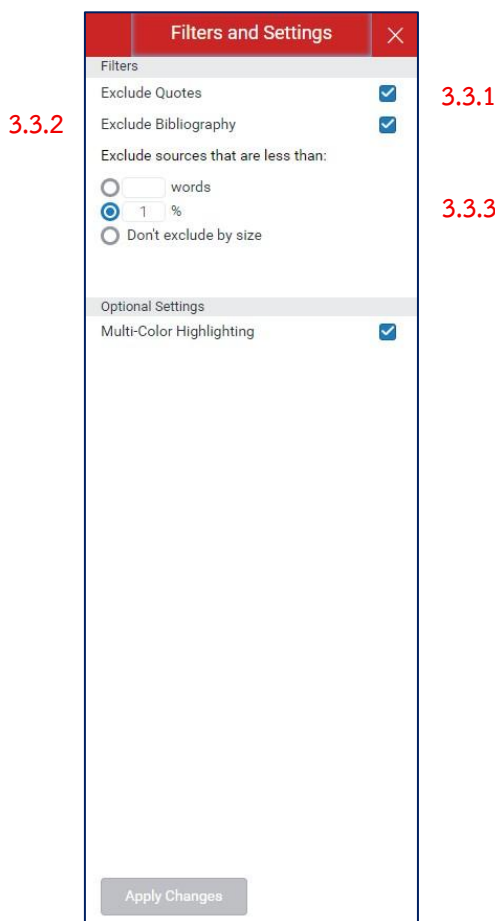 Filters and Settings
Filters
Exclude Quotes
3.3.1
3.3.2
Exclude Bibliography
Exclude sources that are less than:
words
1 %
3.3.3
Don't exclude by size
Optional Settings
Multi-Color Highlighting
Apply Changes